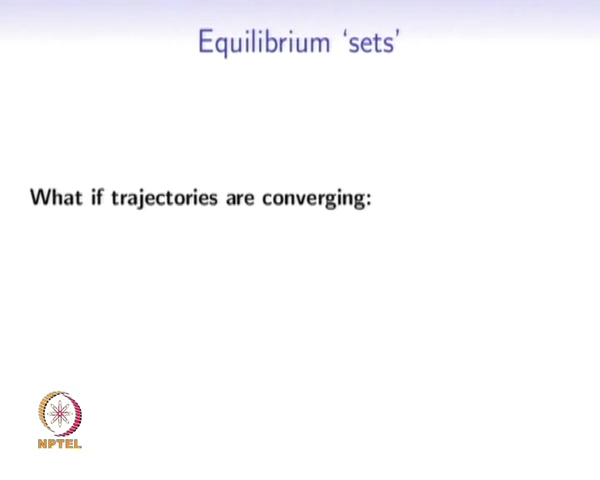 Equilibrium ‘sets’
What if trajectories are converging:
NPTEL